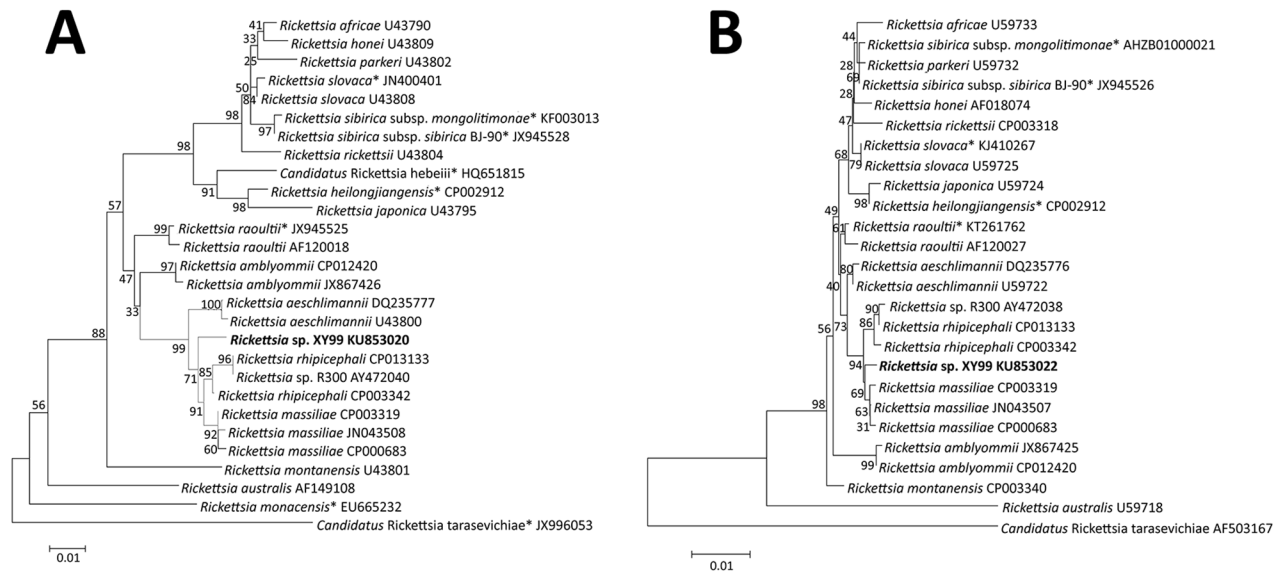 A
41
Rickettsia africae U43790
33
Rickettsia honei U43809
25
Rickettsia parkeri U43802
50
Rickettsia slovaca* JN400401
84
Rickettsia slovaca U43808
98
Rickettsia sibirica subsp. mongolitimonae* KF003013
97
Rickettsia sibirica subsp. sibirica BJ-90* JX945528
98
Rickettsia rickettsii U43804
Candidatus Rickettsia hebeiii* HQ651815
91
Rickettsia heilongjiangensis* CP002912
98
Rickettsia japonica U43795
57
99
Rickettsia raoultii* JX945525
Rickettsia raoultii AF120018
47
97
Rickettsia amblyommii CP012420
Rickettsia amblyommii JX867426
33
100
Rickettsia aeschlimannii DQ235777
Rickettsia aeschlimannii U43800
88
99
Rickettsia sp. XY99 KU853020
71
85
96
Rickettsia rhipicephali CP013133
Rickettsia sp. R300 AY472040
Rickettsia rhipicephali CP003342
91
Rickettsia massiliae CP003319
92
Rickettsia massiliae JN043508
60
Rickettsia massiliae CP000683
56
Rickettsia montanensis U43801
Rickettsia australis AF149108
Rickettsia monacensis* EU665232
Candidatus Rickettsia tarasevichiae* JX996053
0.01
B
Rickettsia africae U59733
44
Rickettsia sibirica subsp. mongolitimonae* AHZB01000021
28
Rickettsia parkeri U59732
69
Rickettsia sibirica subsp. sibirica BJ-90* JX945526
28
Rickettsia honei AF018074
47
Rickettsia rickettsii CP003318
68
Rickettsia slovaca* KJ410267
79
Rickettsia slovaca U59725
Rickettsia japonica U59724
98
Rickettsia heilongjiangensis* CP002912
49
61
Rickettsia raoultii* KT261762
Rickettsia raoultii AF120027
80
Rickettsia aeschlimannii DQ235776
40
Rickettsia aeschlimannii U59722
90
Rickettsia sp. R300 AY472038
56
73
86
Rickettsia rhipicephali CP013133
Rickettsia rhipicephali CP003342
94
Rickettsia sp. XY99 KU853022
69
Rickettsia massiliae CP003319
63
Rickettsia massiliae JN043507
98
31
Rickettsia massiliae CP000683
Rickettsia amblyommii JX867425
99
Rickettsia amblyommii CP012420
Rickettsia montanensis CP003340
Rickettsia australis U59718
Candidatus Rickettsia tarasevichiae AF503167
0.01